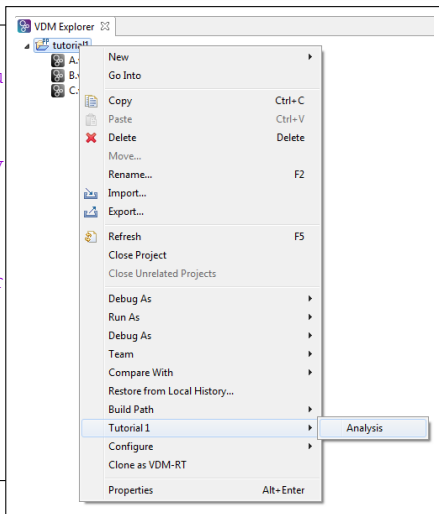 VDM Explorer
tutorial1
A.
B.v
C.
New
Go Into
Copy Ctrl+C
Paste Ctrl+V
Delete Delete
Move...
Rename... F2
Import...
Export...
Refresh F5
Close Project
Close Unrelated Projects
Debug As
Run As
Debug As
Team
Compare With
Restore from Local History...
Build Path
Tutorial 1 Analysis
Configure
Clone as VDM-RT
Properties Alt+Enter